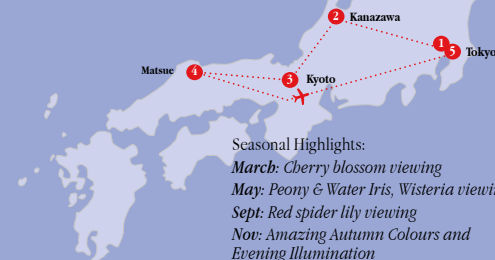 2 Kanazawa
1
5 Tokyo
Matsue 4
3 Kyoto
Seasonal Highlights:
March: Cherry blossom viewing
May: Peony & Water Iris, Wisteria viewin
Sept: Red spider lily viewing
Nov: Amazing Autumn Colours and
Evening Illumination